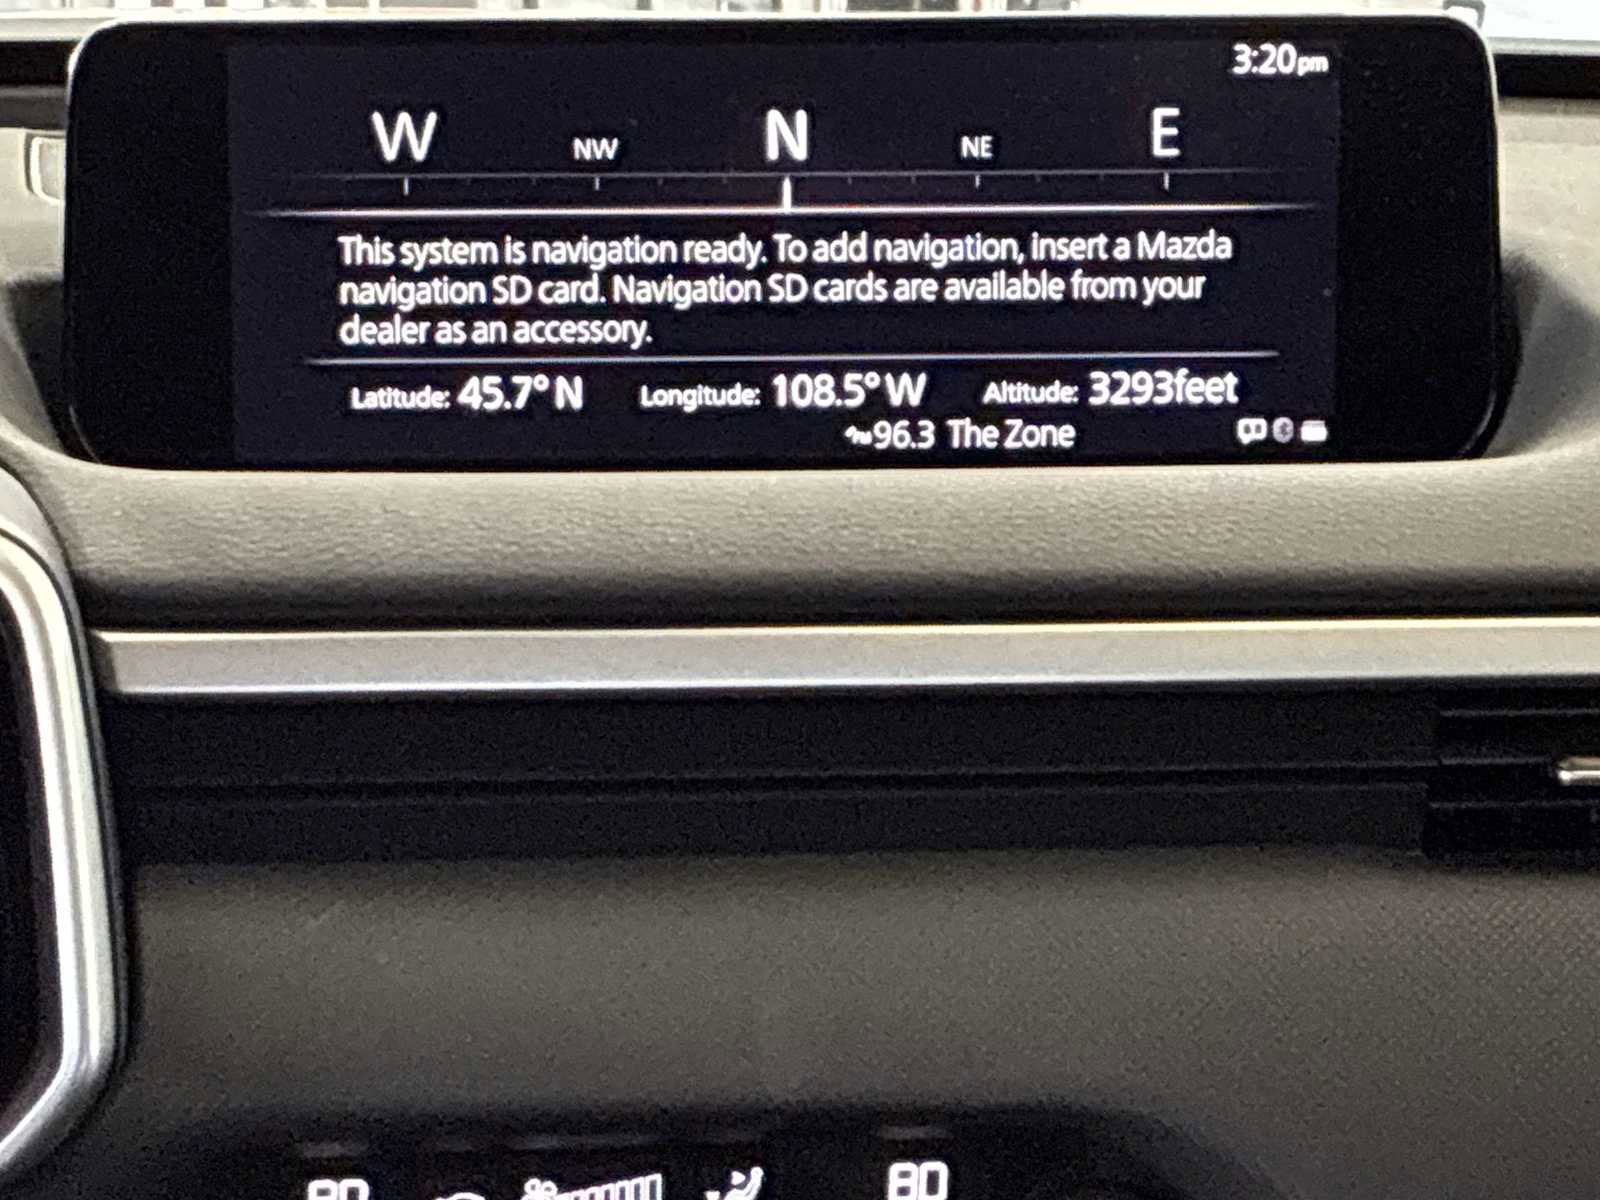 3:20pm
W NW N NE E
This system is navigation ready. To add navigation, insert a Mazda
navigation SD card. Navigation SD cards are available from your
dealer as an accessory.
Latitude: 45.7° N Longitude: 108.5° W Altitude: 3293feet
96.3 The Zone
80 80